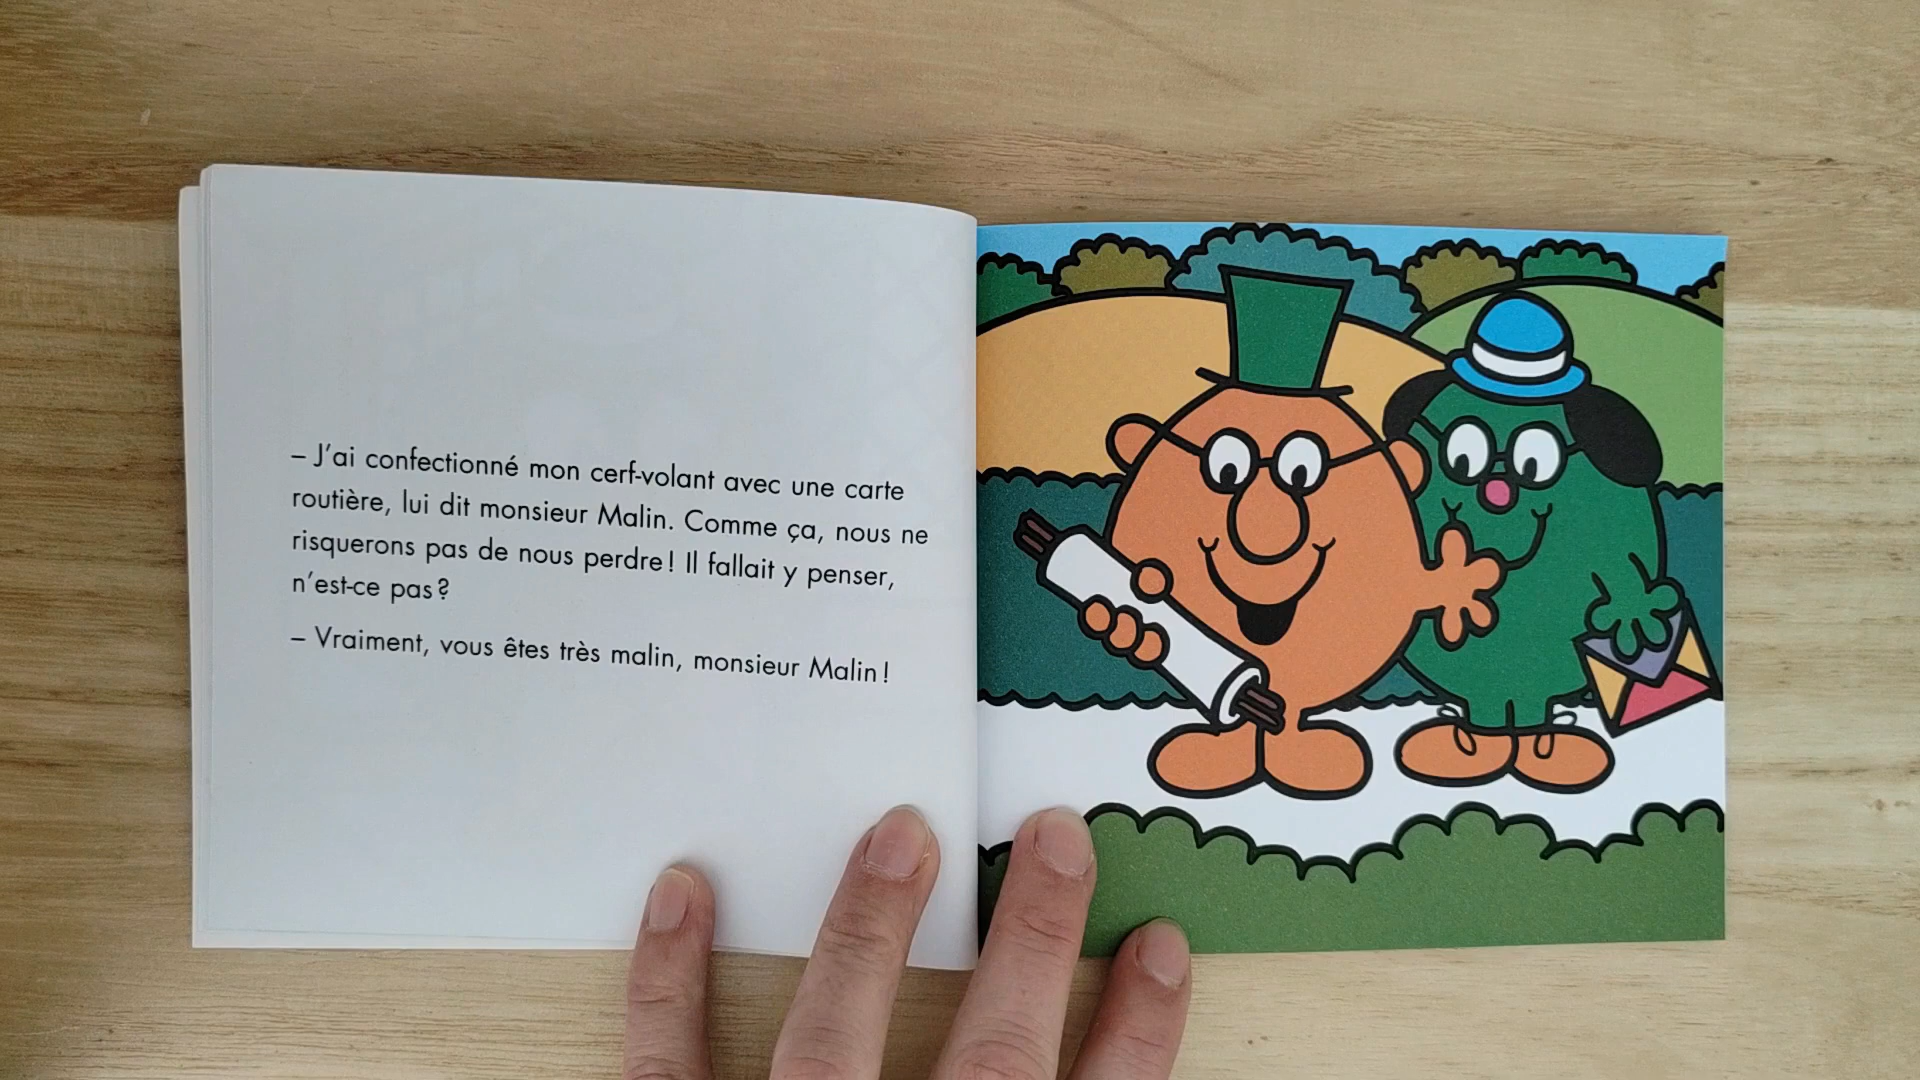 – J'ai confectionné mon cerf-volant avec une carte
routière, lui dit monsieur Malin. Comme ça, nous ne
risquerons pas de nous perdre ! Il fallait y penser,
n'est-ce pas ?
– Vraiment, vous êtes très malin, monsieur Malin !